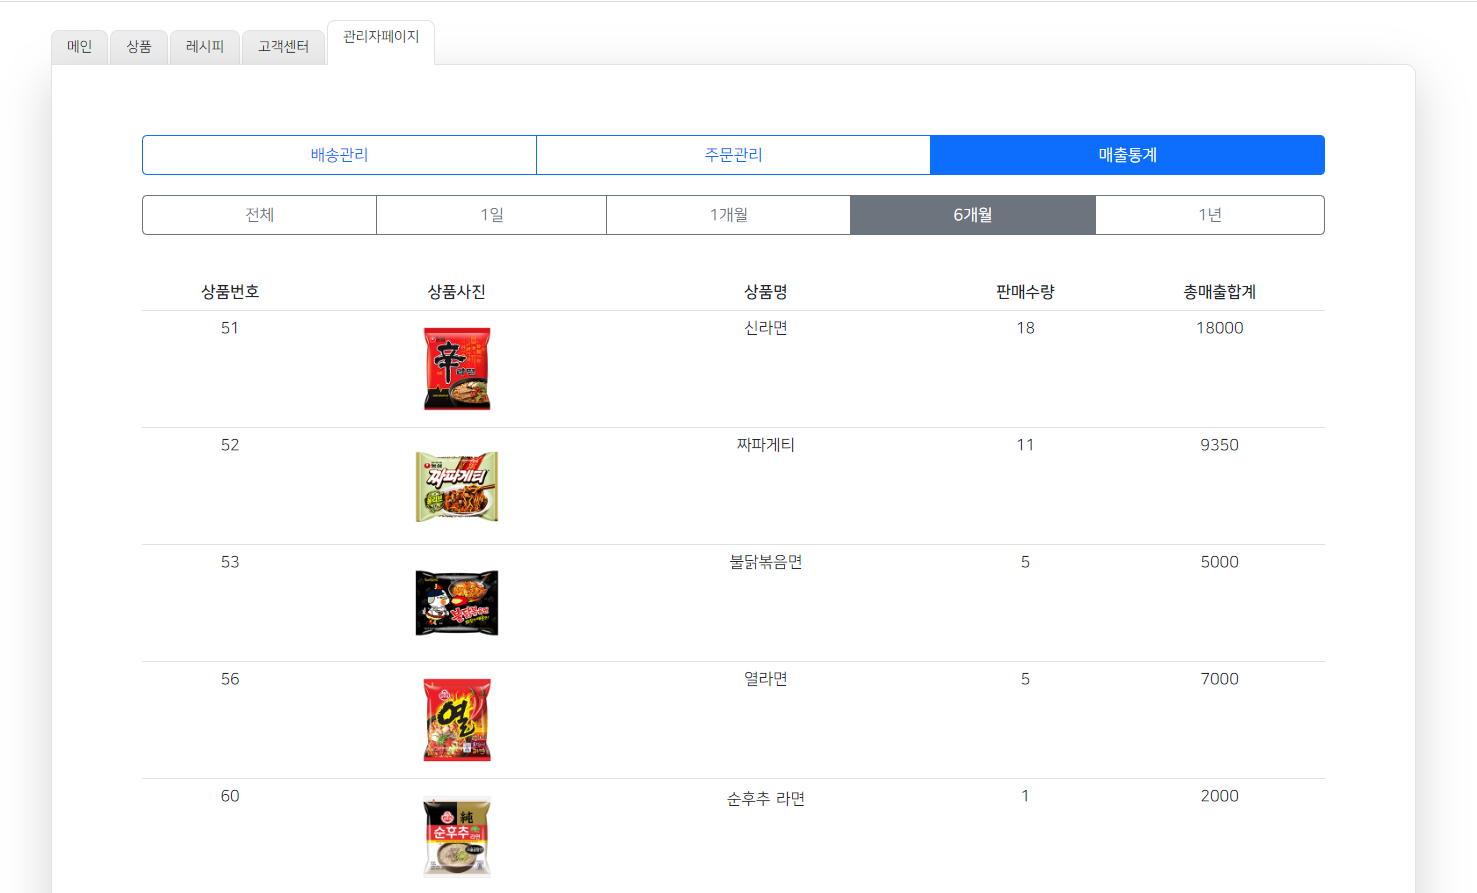 메인 상품 레시피 고객센터 관리자페이지
배송관리 주문관리 매출통계
전체 1일 1개월 6개월 1년
상품번호 상품사진 상품명 판매수량 총매출합계
51 신라면 18 18000
辛
라면
52 짜파게티 11 9350
짜파게티
53 불닭볶음면 5 5000
불닭볶음면
56 열라면 5 7000
열
60 순후추 라면 1 2000
純
순후추
라면